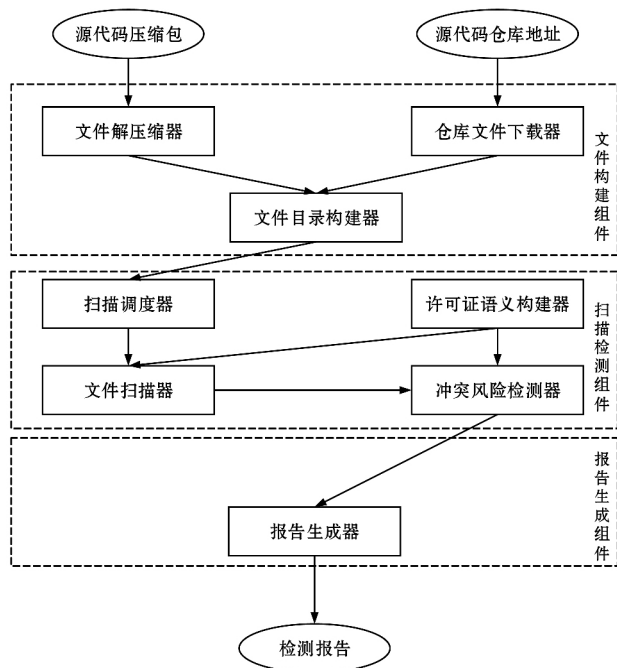 源代码压缩包
源代码仓库地址
文件解压缩器
仓库文件下载器
文件目录构建器
文件构建组件
扫描调度器
许可证语义构建器
文件扫描器
冲突风险检测器
扫描检测组件
报告生成器
报告生成组件
检测报告